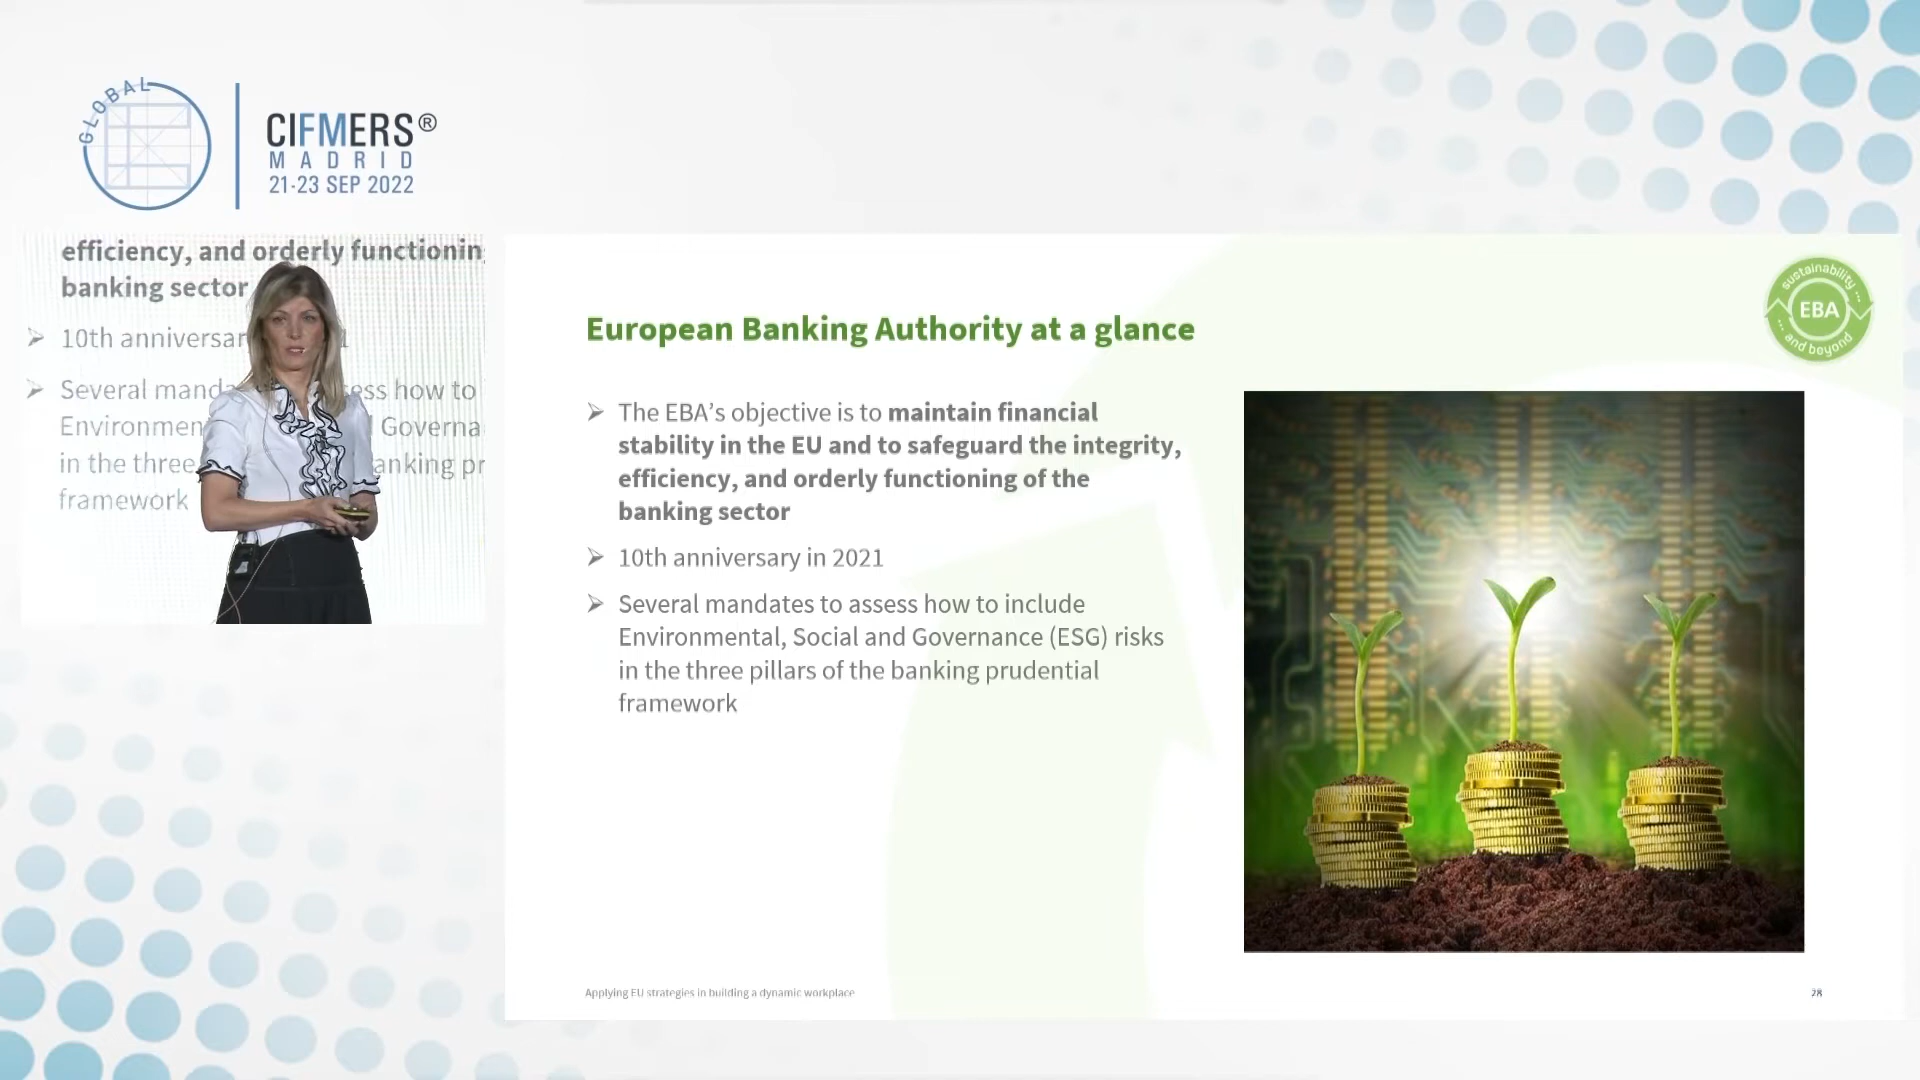 GLOBAL
CIFMERS®
MADRID
21-23 SEP 2022
efficiency, and orderly functionin
banking sector
10th anniversar 1
Several manda ess how to
Environmen Governa
in the three anking pr
framework
sustainability ...
EBA
... and beyond
European Banking Authority at a glance
➢ The EBA’s objective is to maintain financial
stability in the EU and to safeguard the integrity,
efficiency, and orderly functioning of the
banking sector
➢ 10th anniversary in 2021
➢ Several mandates to assess how to include
Environmental, Social and Governance (ESG) risks
in the three pillars of the banking prudential
framework
Applying EU strategies in building a dynamic workplace
28